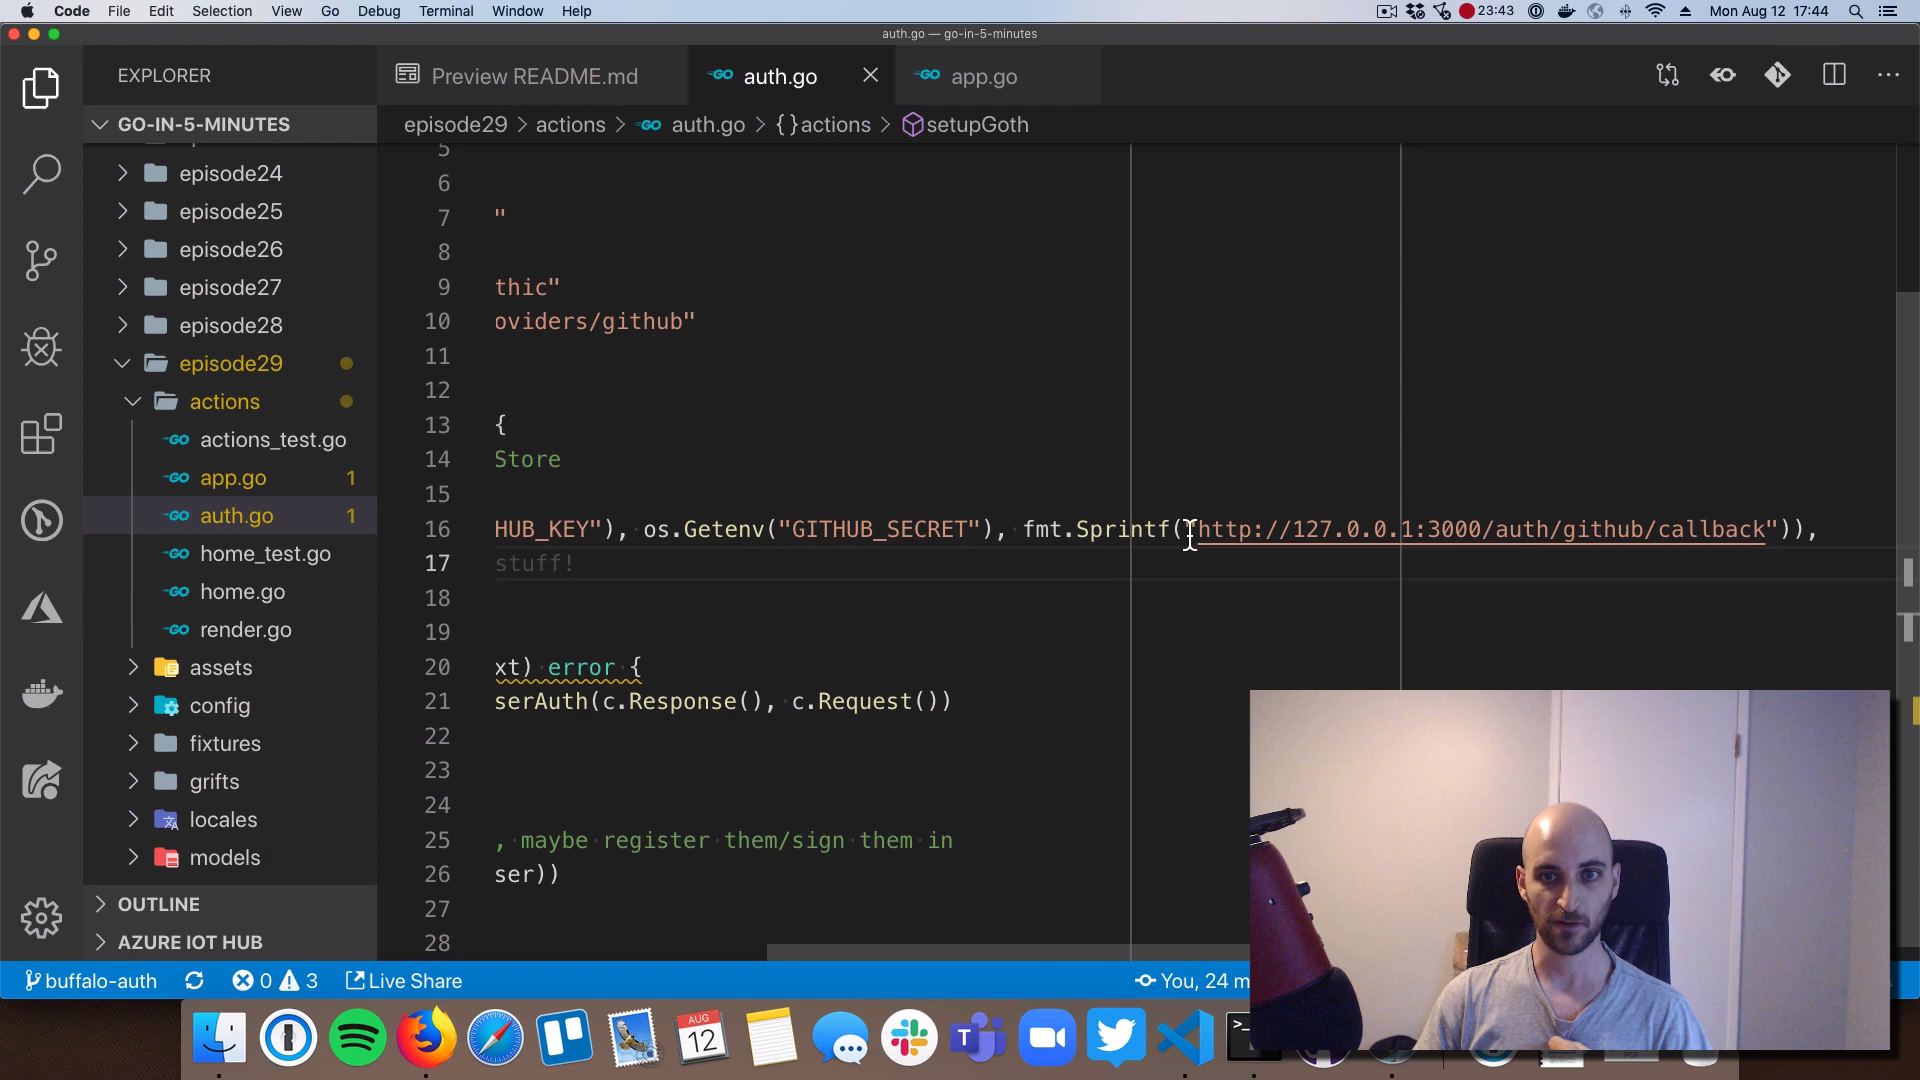 Code File Edit Selection View Go Debug Terminal Window Help 23:43 Mon Aug 12 17:44
auth.go — go-in-5-minutes
EXPLORER
Preview README.md
auth.go
app.go
GO-IN-5-MINUTES
episode29 > actions > auth.go > {} actions > setupGoth
episode24
episode25
episode26
episode27
episode28
episode29
actions
actions_test.go
app.go 1
auth.go 1
home_test.go
home.go
render.go
assets
config
fixtures
grifts
locales
models
OUTLINE
AZURE IOT HUB
5
6
7 "
8
9 thic"
10 oviders/github"
11
12
13 {
14 Store
15
16 HUB_KEY"), os.Getenv("GITHUB_SECRET"), fmt.Sprintf("http://127.0.0.1:3000/auth/github/callback")),
17 stuff!
18
19
20 xt) error {
21 serAuth(c.Response(), c.Request())
22
23
24
25 , maybe register them/sign them in
26 ser))
27
28
buffalo-auth 0 3 Live Share You, 24 m
AUG
12